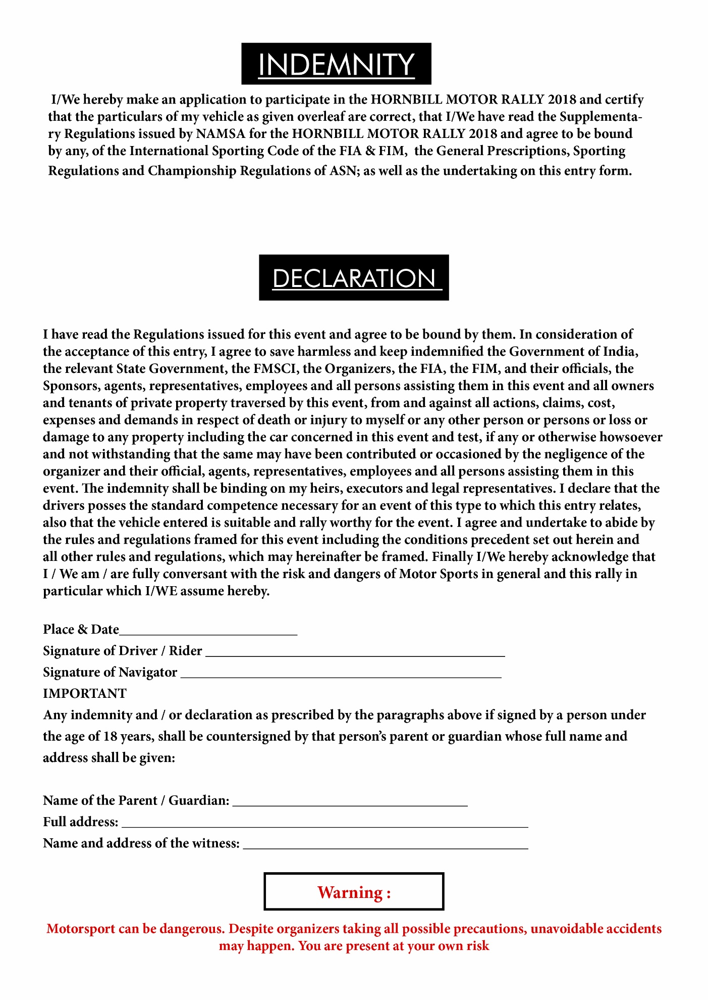 INDEMNITY
I/We hereby make an application to participate in the HORNBILL MOTOR RALLY 2018 and certify
that the particulars of my vehicle as given overleaf are correct, that I/We have read the Supplementa-
ry Regulations issued by NAMSA for the HORNBILL MOTOR RALLY 2018 and agree to be bound
by any, of the International Sporting Code of the FIA & FIM,  the General Prescriptions, Sporting
Regulations and Championship Regulations of ASN; as well as the undertaking on this entry form.
DECLARATION
I have read the Regulations issued for this event and agree to be bound by them. In consideration of
the acceptance of this entry, I agree to save harmless and keep indemnified the Government of India,
the relevant State Government, the FMSCI, the Organizers, the FIA, the FIM, and their officials, the
Sponsors, agents, representatives, employees and all persons assisting them in this event and all owners
and tenants of private property traversed by this event, from and against all actions, claims, cost,
expenses and demands in respect of death or injury to myself or any other person or persons or loss or
damage to any property including the car concerned in this event and test, if any or otherwise howsoever
and not withstanding that the same may have been contributed or occasioned by the negligence of the
organizer and their official, agents, representatives, employees and all persons assisting them in this
event. The indemnity shall be binding on my heirs, executors and legal representatives. I declare that the
drivers posses the standard competence necessary for an event of this type to which this entry relates,
also that the vehicle entered is suitable and rally worthy for the event. I agree and undertake to abide by
the rules and regulations framed for this event including the conditions precedent set out herein and
all other rules and regulations, which may hereinafter be framed. Finally I/We hereby acknowledge that
I / We am / are fully conversant with the risk and dangers of Motor Sports in general and this rally in
particular which I/WE assume hereby.
Place & Date__________________________
Signature of Driver / Rider ____________________________________________
Signature of Navigator _______________________________________________
IMPORTANT
Any indemnity and / or declaration as prescribed by the paragraphs above if signed by a person under
the age of 18 years, shall be countersigned by that person’s parent or guardian whose full name and
address shall be given:
Name of the Parent / Guardian: __________________________________
Full address: ___________________________________________________________
Name and address of the witness: _________________________________________
Warning :
Motorsport can be dangerous. Despite organizers taking all possible precautions, unavoidable accidents
may happen. You are present at your own risk